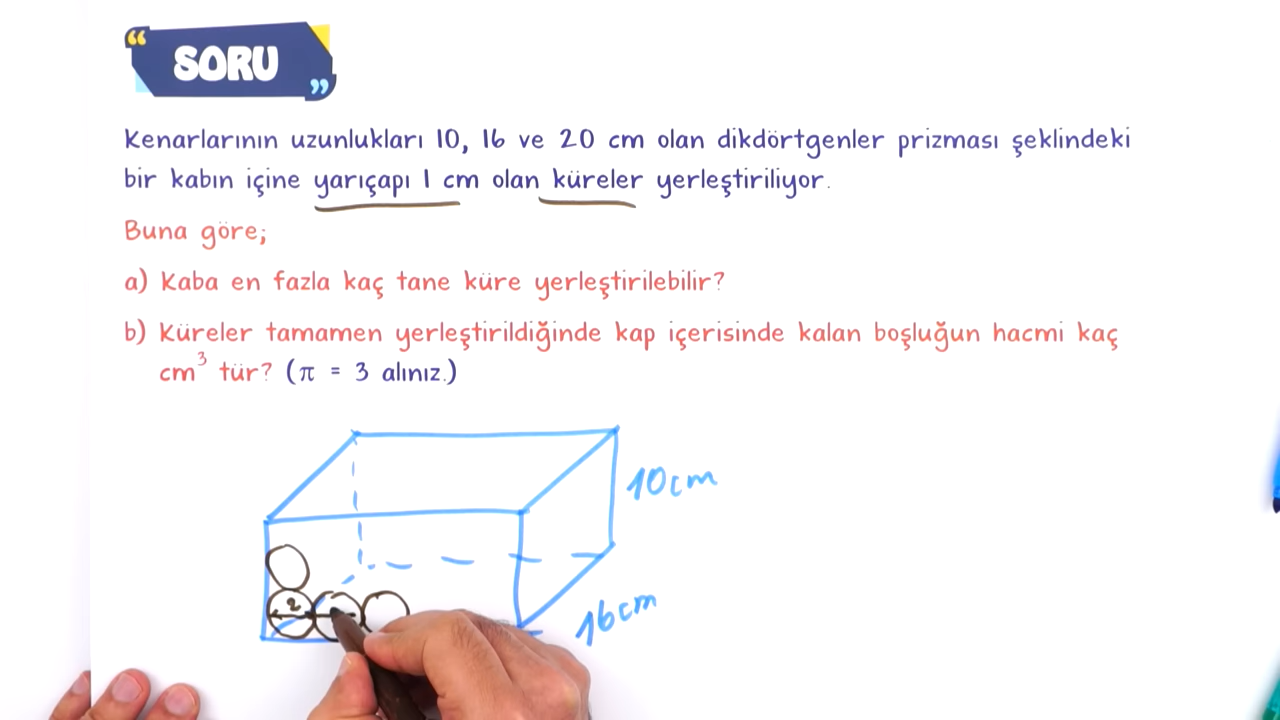 SORU
Kenarlarının uzunlukları 10, 16 ve 20 cm olan dikdörtgenler prizması şeklindeki
bir kabın içine yarıçapı 1 cm olan küreler yerleştiriliyor.
Buna göre;
a) Kaba en fazla kaç tane küre yerleştirilebilir?
b) Küreler tamamen yerleştirildiğinde kap içerisinde kalan boşluğun hacmi kaç
cm³ tür? (π = 3 alınız.)
10cm
16cm
2